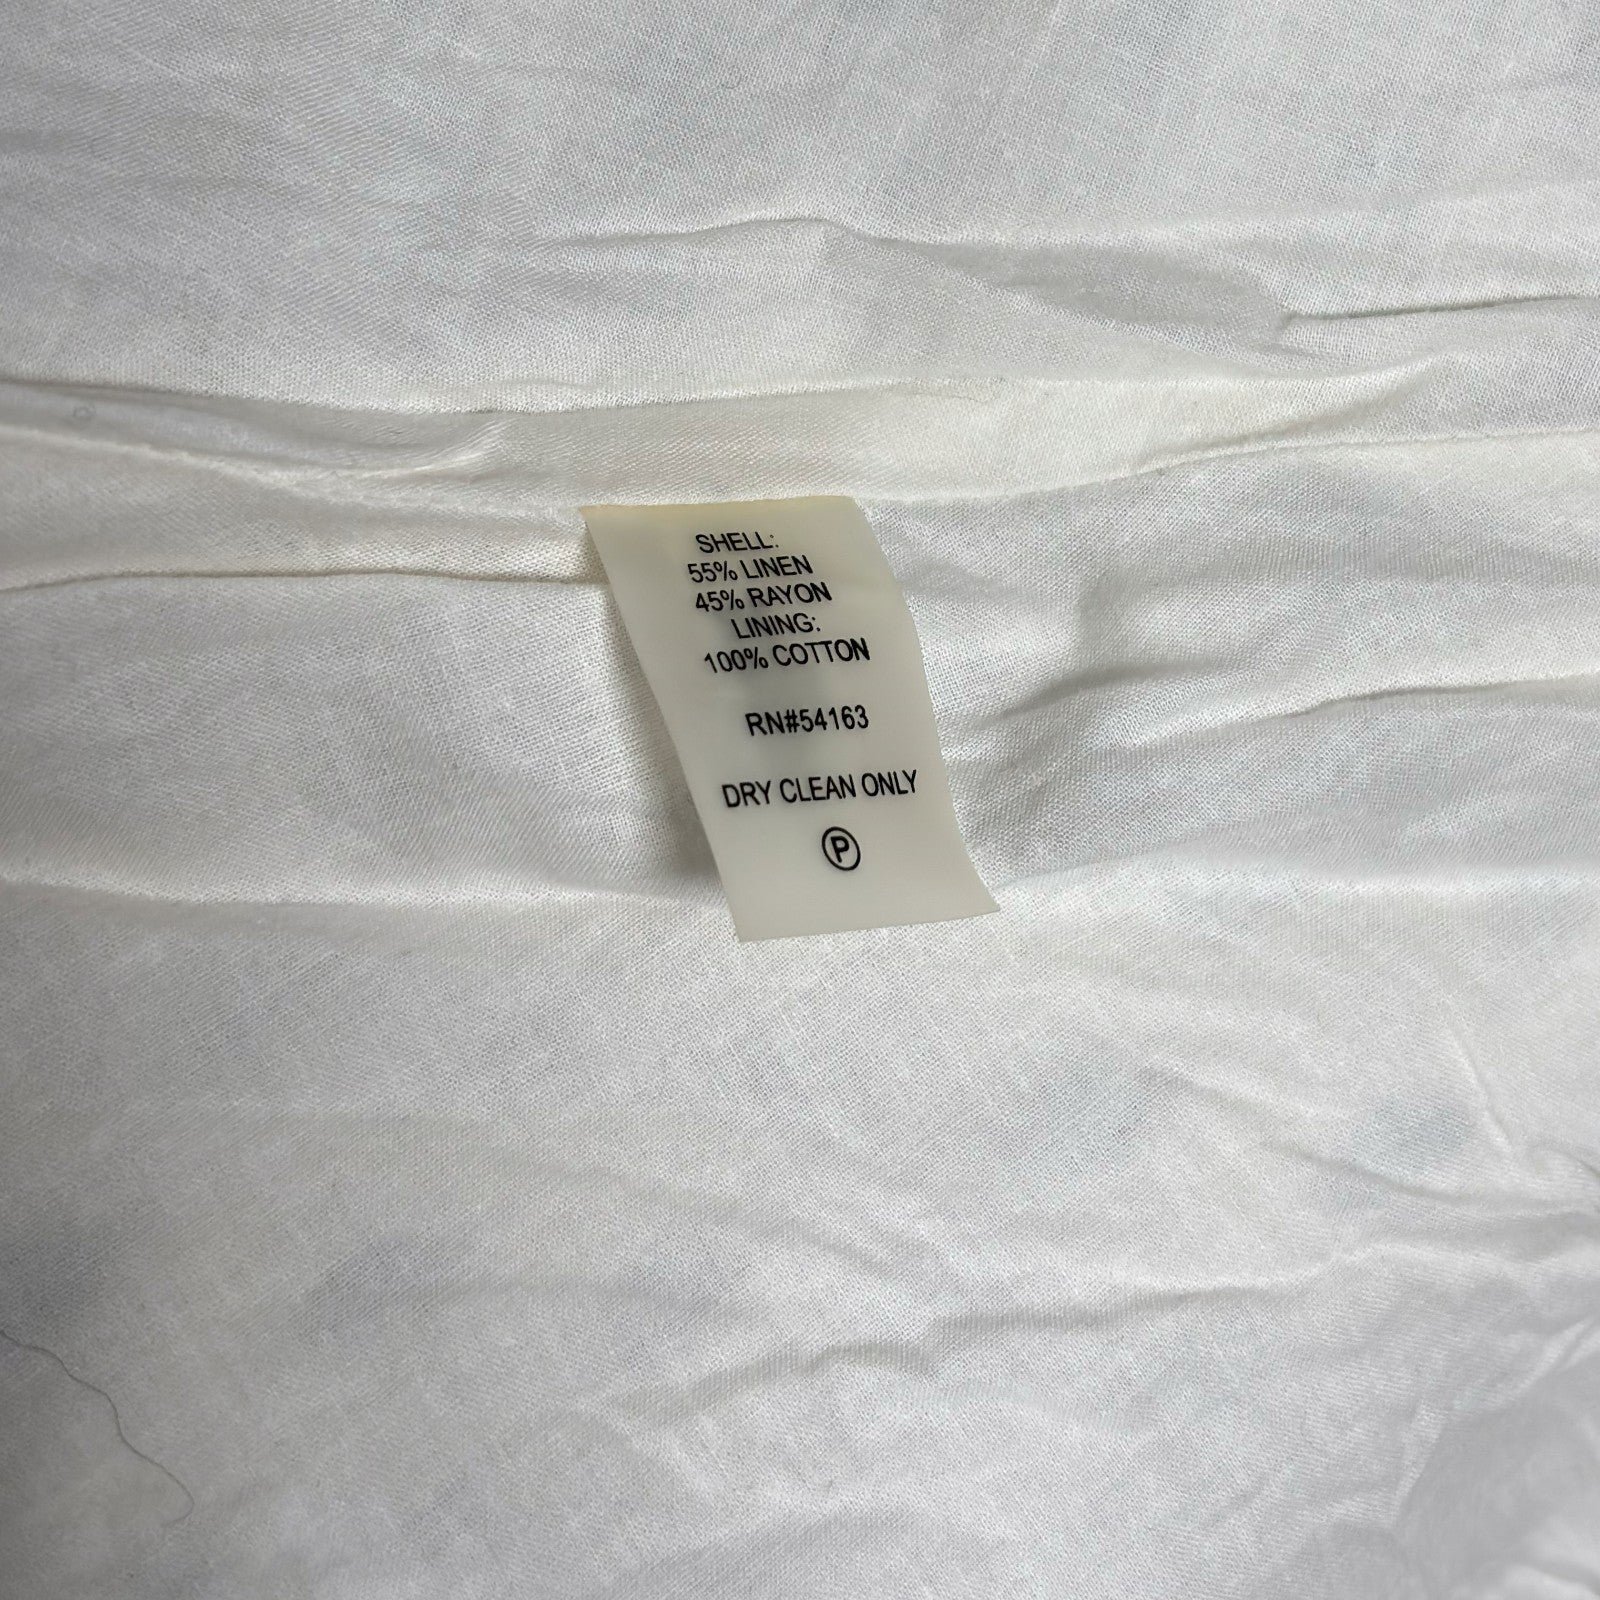 SHELL:
55% LINEN
45% RAYON
LINING:
100% COTTON
RN#54163
DRY CLEAN ONLY
P